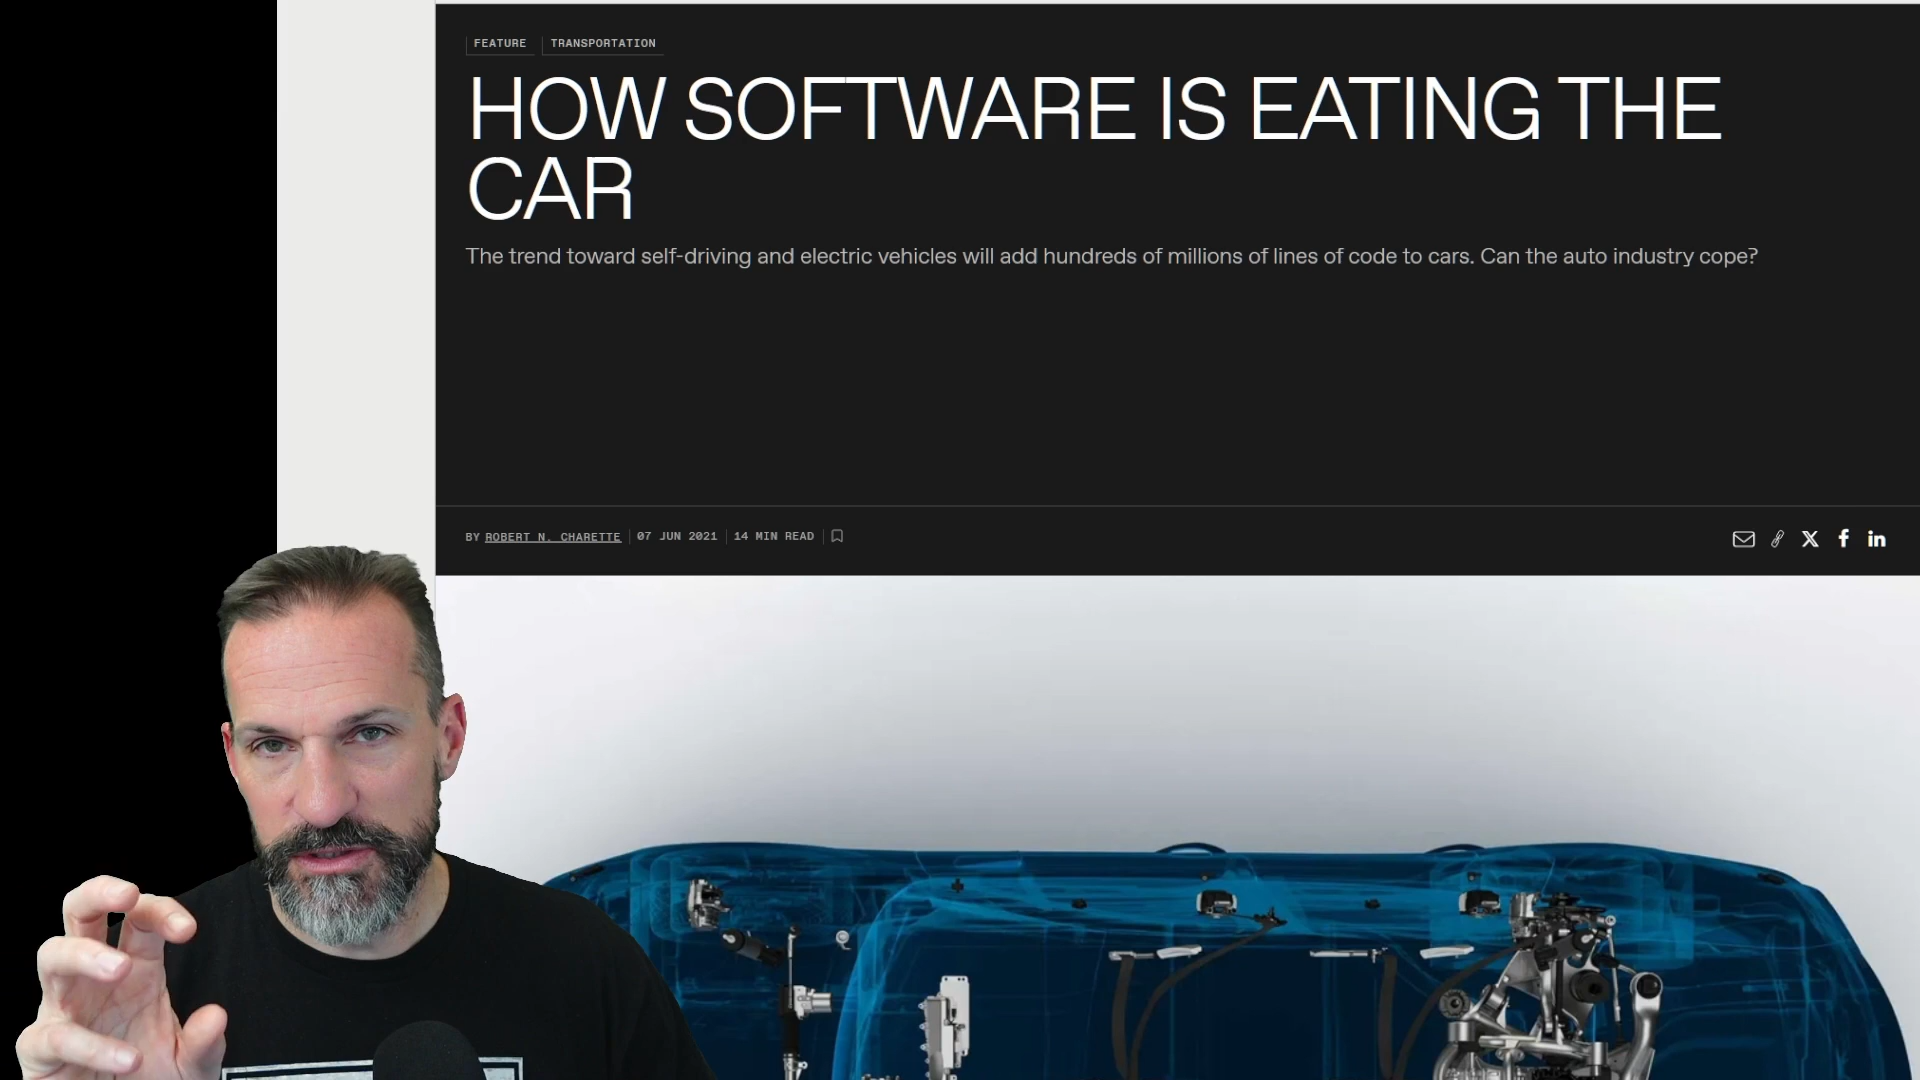 FEATURE TRANSPORTATION
HOW SOFTWARE IS EATING THE
CAR
The trend toward self-driving and electric vehicles will add hundreds of millions of lines of code to cars. Can the auto industry cope?
BY ROBERT N. CHARETTE 07 JUN 2021 14 MIN READ